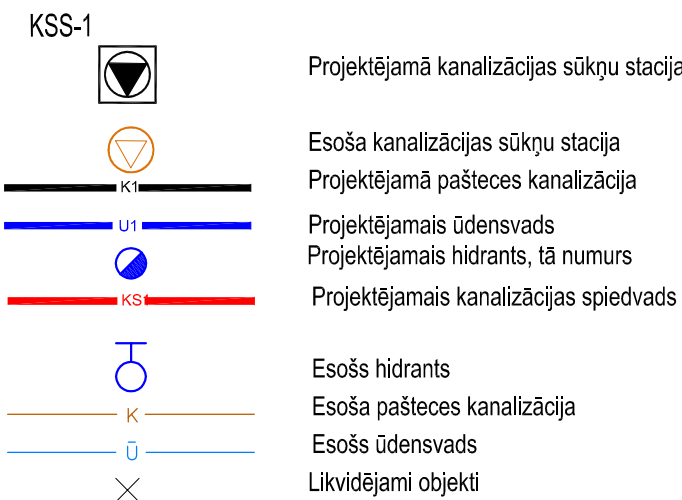 KSS-1
Projektējamā kanalizācijas sūkņu stacija
Esoša kanalizācijas sūkņu stacija
K1 Projektējamā pašteces kanalizācija
U1 Projektējamais ūdensvads
Projektējamais hidrants, tā numurs
KS1 Projektējamais kanalizācijas spiedvads
Esošs hidrants
K Esoša pašteces kanalizācija
Ū Esošs ūdensvads
Likvidējami objekti